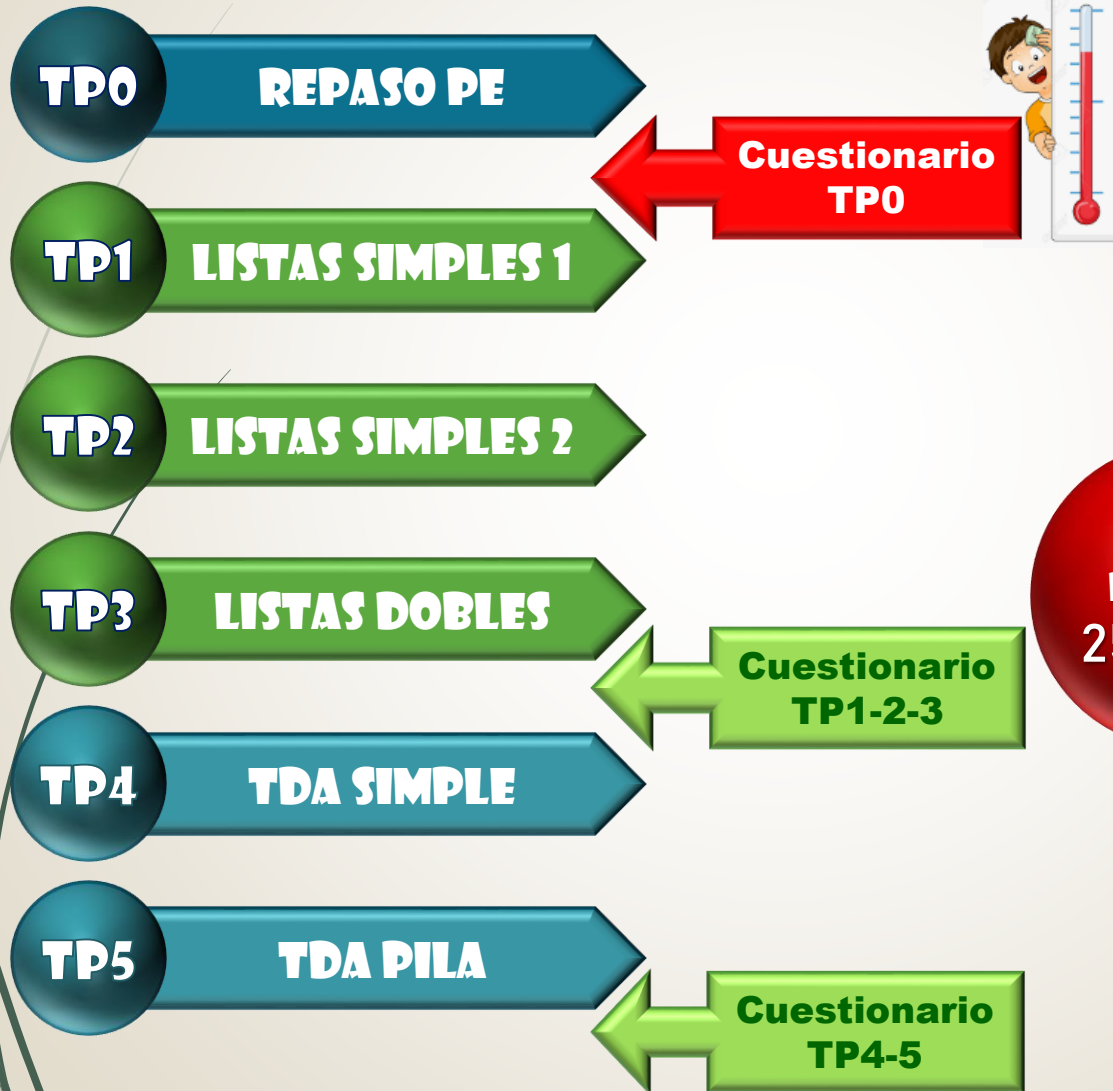 TP0
REPASO PE
Cuestionario
TP0
TP1
LISTAS SIMPLES 1
TP2
LISTAS SIMPLES 2
TP3
LISTAS DOBLES
Cuestionario
TP1-2-3
TP4
TDA SIMPLE
TP5
TDA PILA
Cuestionario
TP4-5